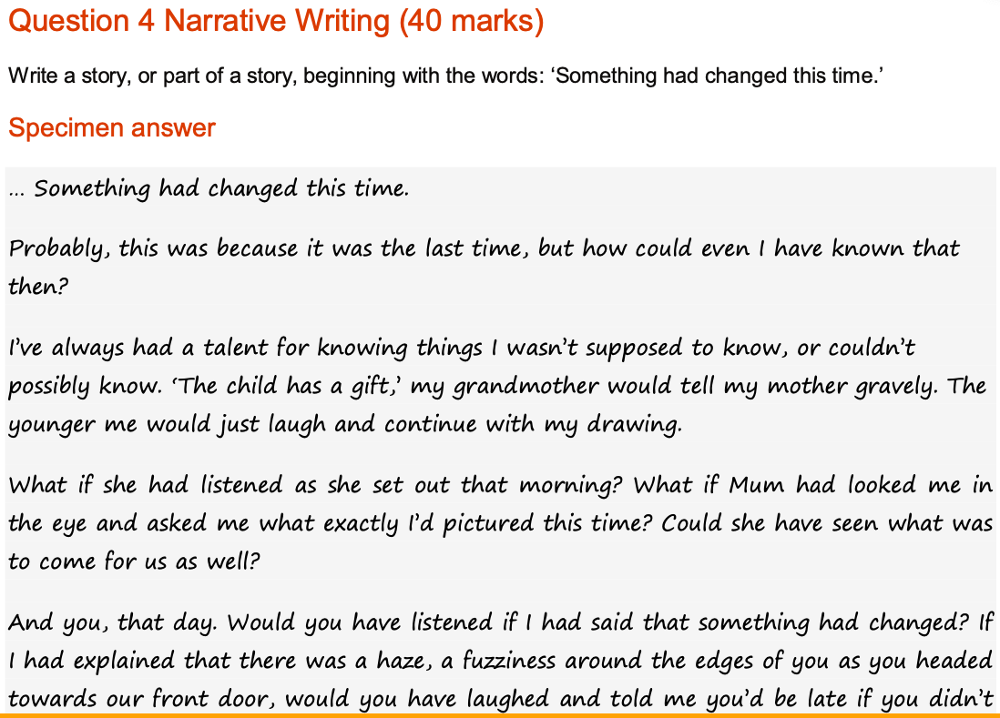 Question 4 Narrative Writing (40 marks)
Write a story, or part of a story, beginning with the words: ‘Something had changed this time.’
Specimen answer
... Something had changed this time.
Probably, this was because it was the last time, but how could even I have known that
then?
I’ve always had a talent for knowing things I wasn’t supposed to know, or couldn’t
possibly know. ‘The child has a gift,’ my grandmother would tell my mother gravely. The
younger me would just laugh and continue with my drawing.
What if she had listened as she set out that morning? What if Mum had looked me in
the eye and asked me what exactly I’d pictured this time? Could she have seen what was
to come for us as well?
And you, that day. Would you have listened if I had said that something had changed? If
I had explained that there was a haze, a fuzziness around the edges of you as you headed
towards our front door, would you have laughed and told me you’d be late if you didn’t